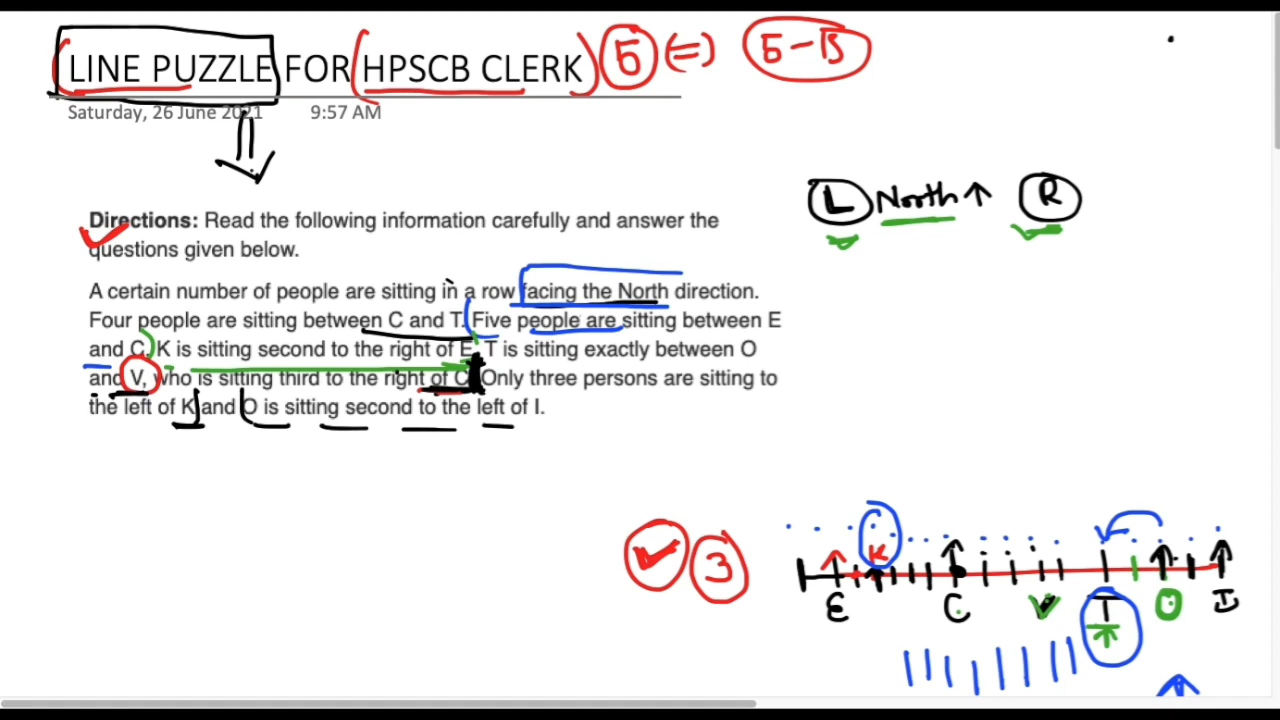 LINE PUZZLE FOR HPSCB CLERK 5 (=) 5-B
Saturday, 26 June 2021 9:57 AM
L North ↑ R
Directions: Read the following information carefully and answer the
questions given below.
A certain number of people are sitting in a row facing the North direction.
Four people are sitting between C and T. Five people are sitting between E
and C. K is sitting second to the right of E. T is sitting exactly between O
and V, who is sitting third to the right of C. Only three persons are sitting to
the left of K and O is sitting second to the left of I.
3
K
E C V T O I